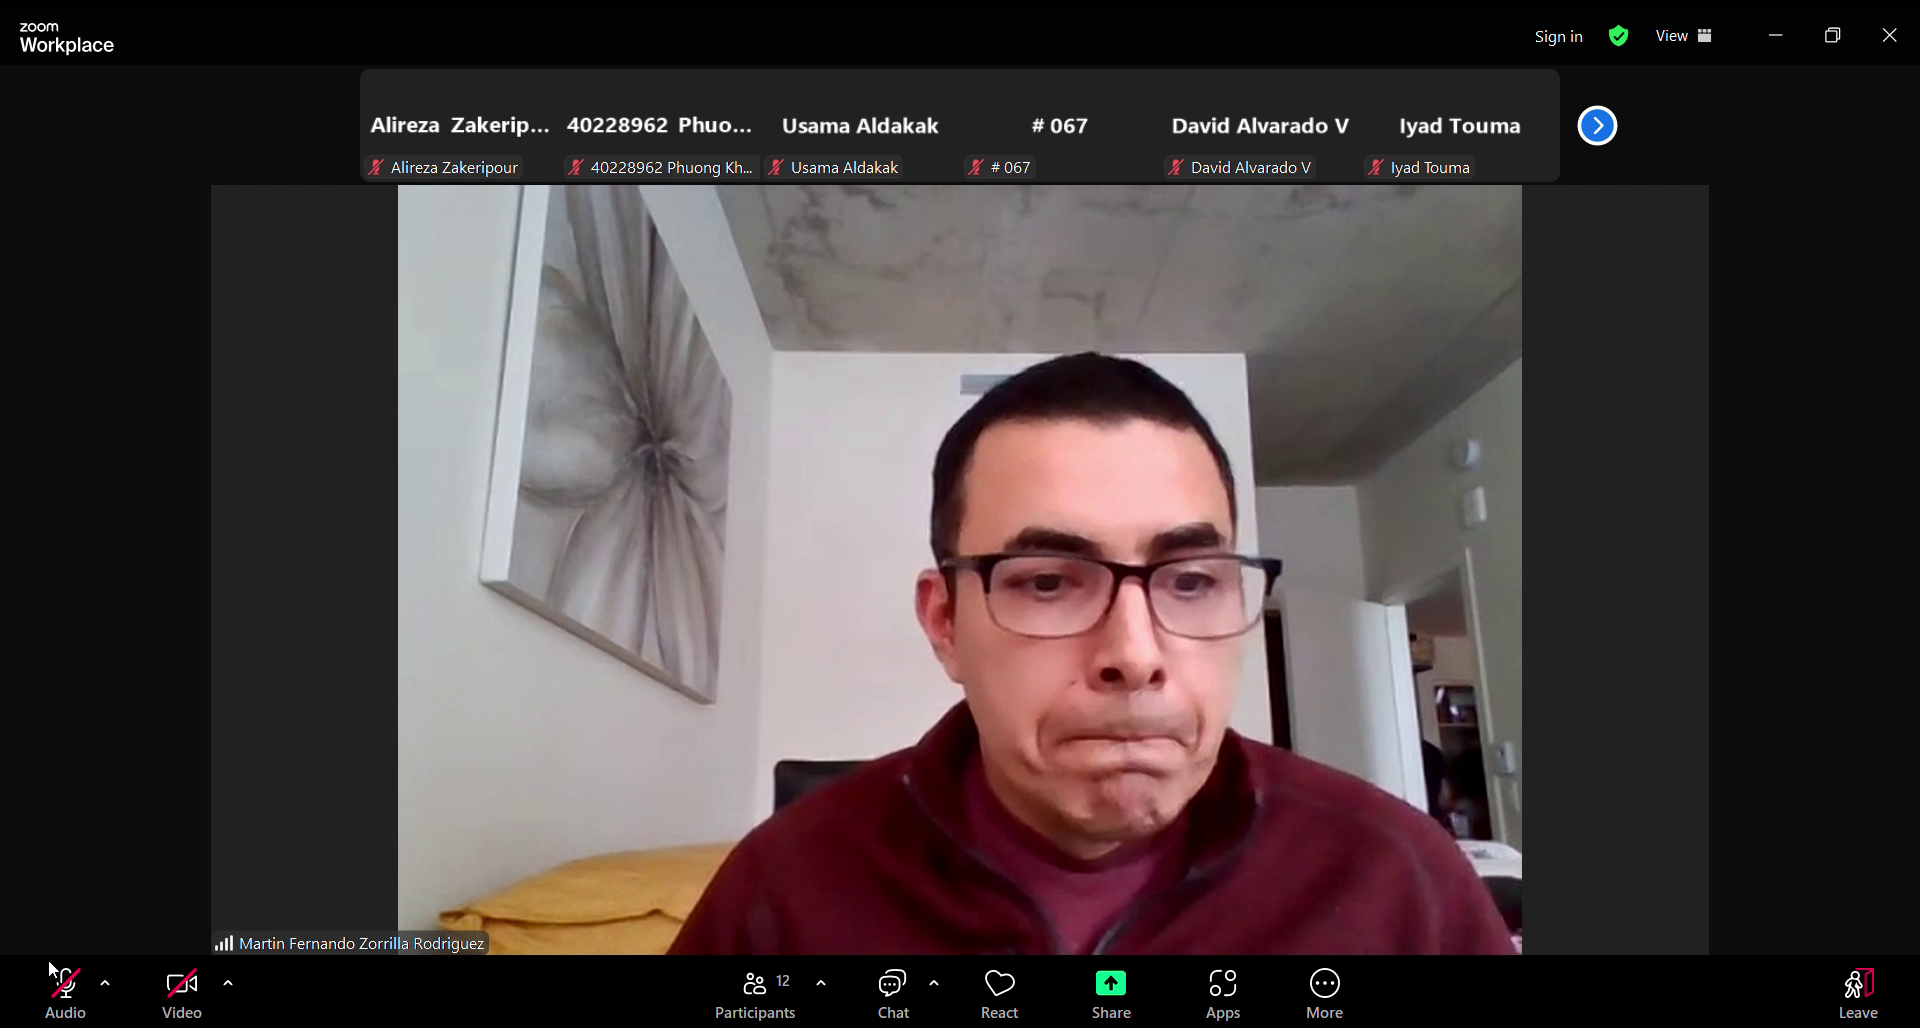 zoom
Workplace
Sign in
View
Alireza Zakerip...
40228962 Phuo...
Usama Aldakak
# 067
David Alvarado V
Iyad Touma
Alireza Zakeripour
40228962 Phuong Kh...
Usama Aldakak
# 067
David Alvarado V
Iyad Touma
Martin Fernando Zorrilla Rodriguez
12
Audio
Video
Participants
Chat
React
Share
Apps
More
Leave